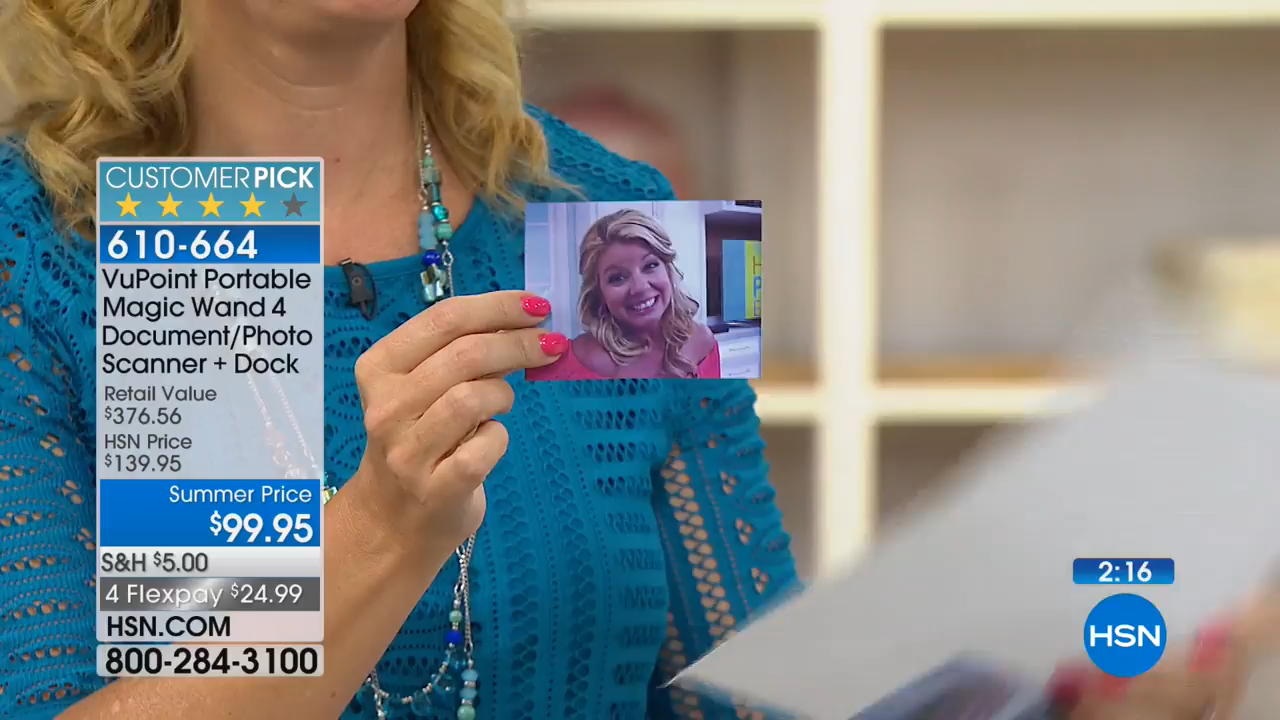 CUSTOMER PICK
610-664
VuPoint Portable
Magic Wand 4
Document/Photo
Scanner + Dock
Retail Value
$376.56
HSN Price
$139.95
Summer Price
$99.95
S&H $5.00
4 Flexpay $24.99
HSN.COM
800-284-3100
2:16
HSN